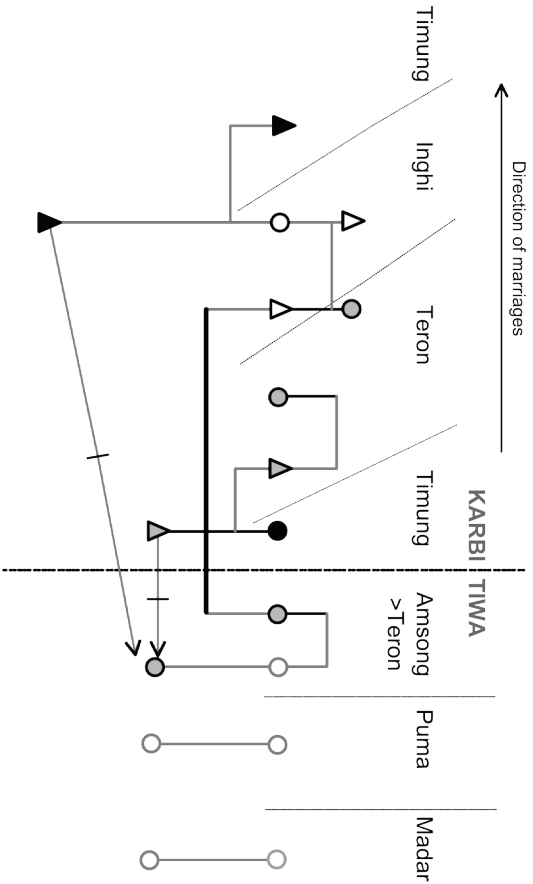 Direction of marriages
KARBI TIWA
Timung
Inghi
Teron
Timung
Amsong
>Teron
Puma
Madar